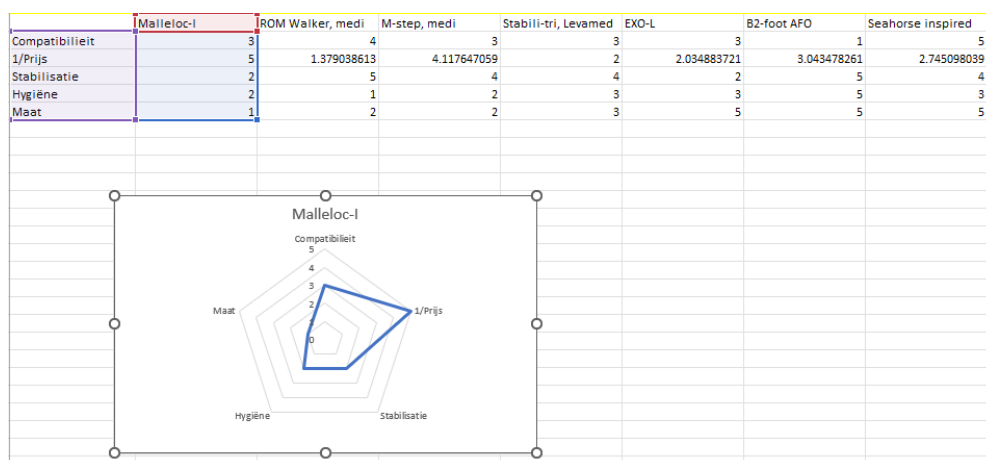 Malleloc-I ROM Walker, medi M-step, medi Stabili-tri, Levamed EXO-L B2-foot AFO Seahorse inspired
Compatibilieit 3 4 3 3 3 1 5
1/Prijs 5 1.379038613 4.117647059 2 2.034883721 3.043478261 2.745098039
Stabilisatie 2 5 4 4 2 5 4
Hygiëne 2 1 2 3 3 5 3
Maat 1 2 2 3 5 5 5
Malleloc-I
Compatibilieit
5
4
3
2
1
0
Maat
1/Prijs
Hygiëne
Stabilisatie